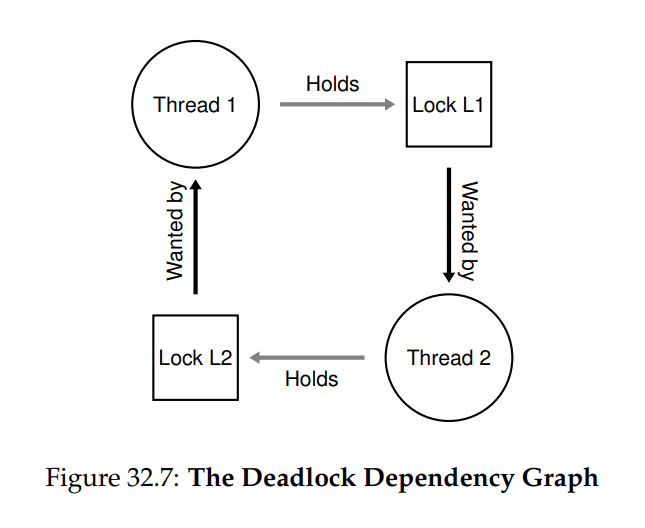 Holds
Thread 1
Lock L1
Wanted by
Wanted by
Lock L2
Thread 2
Holds
Figure 32.7: The Deadlock Dependency Graph